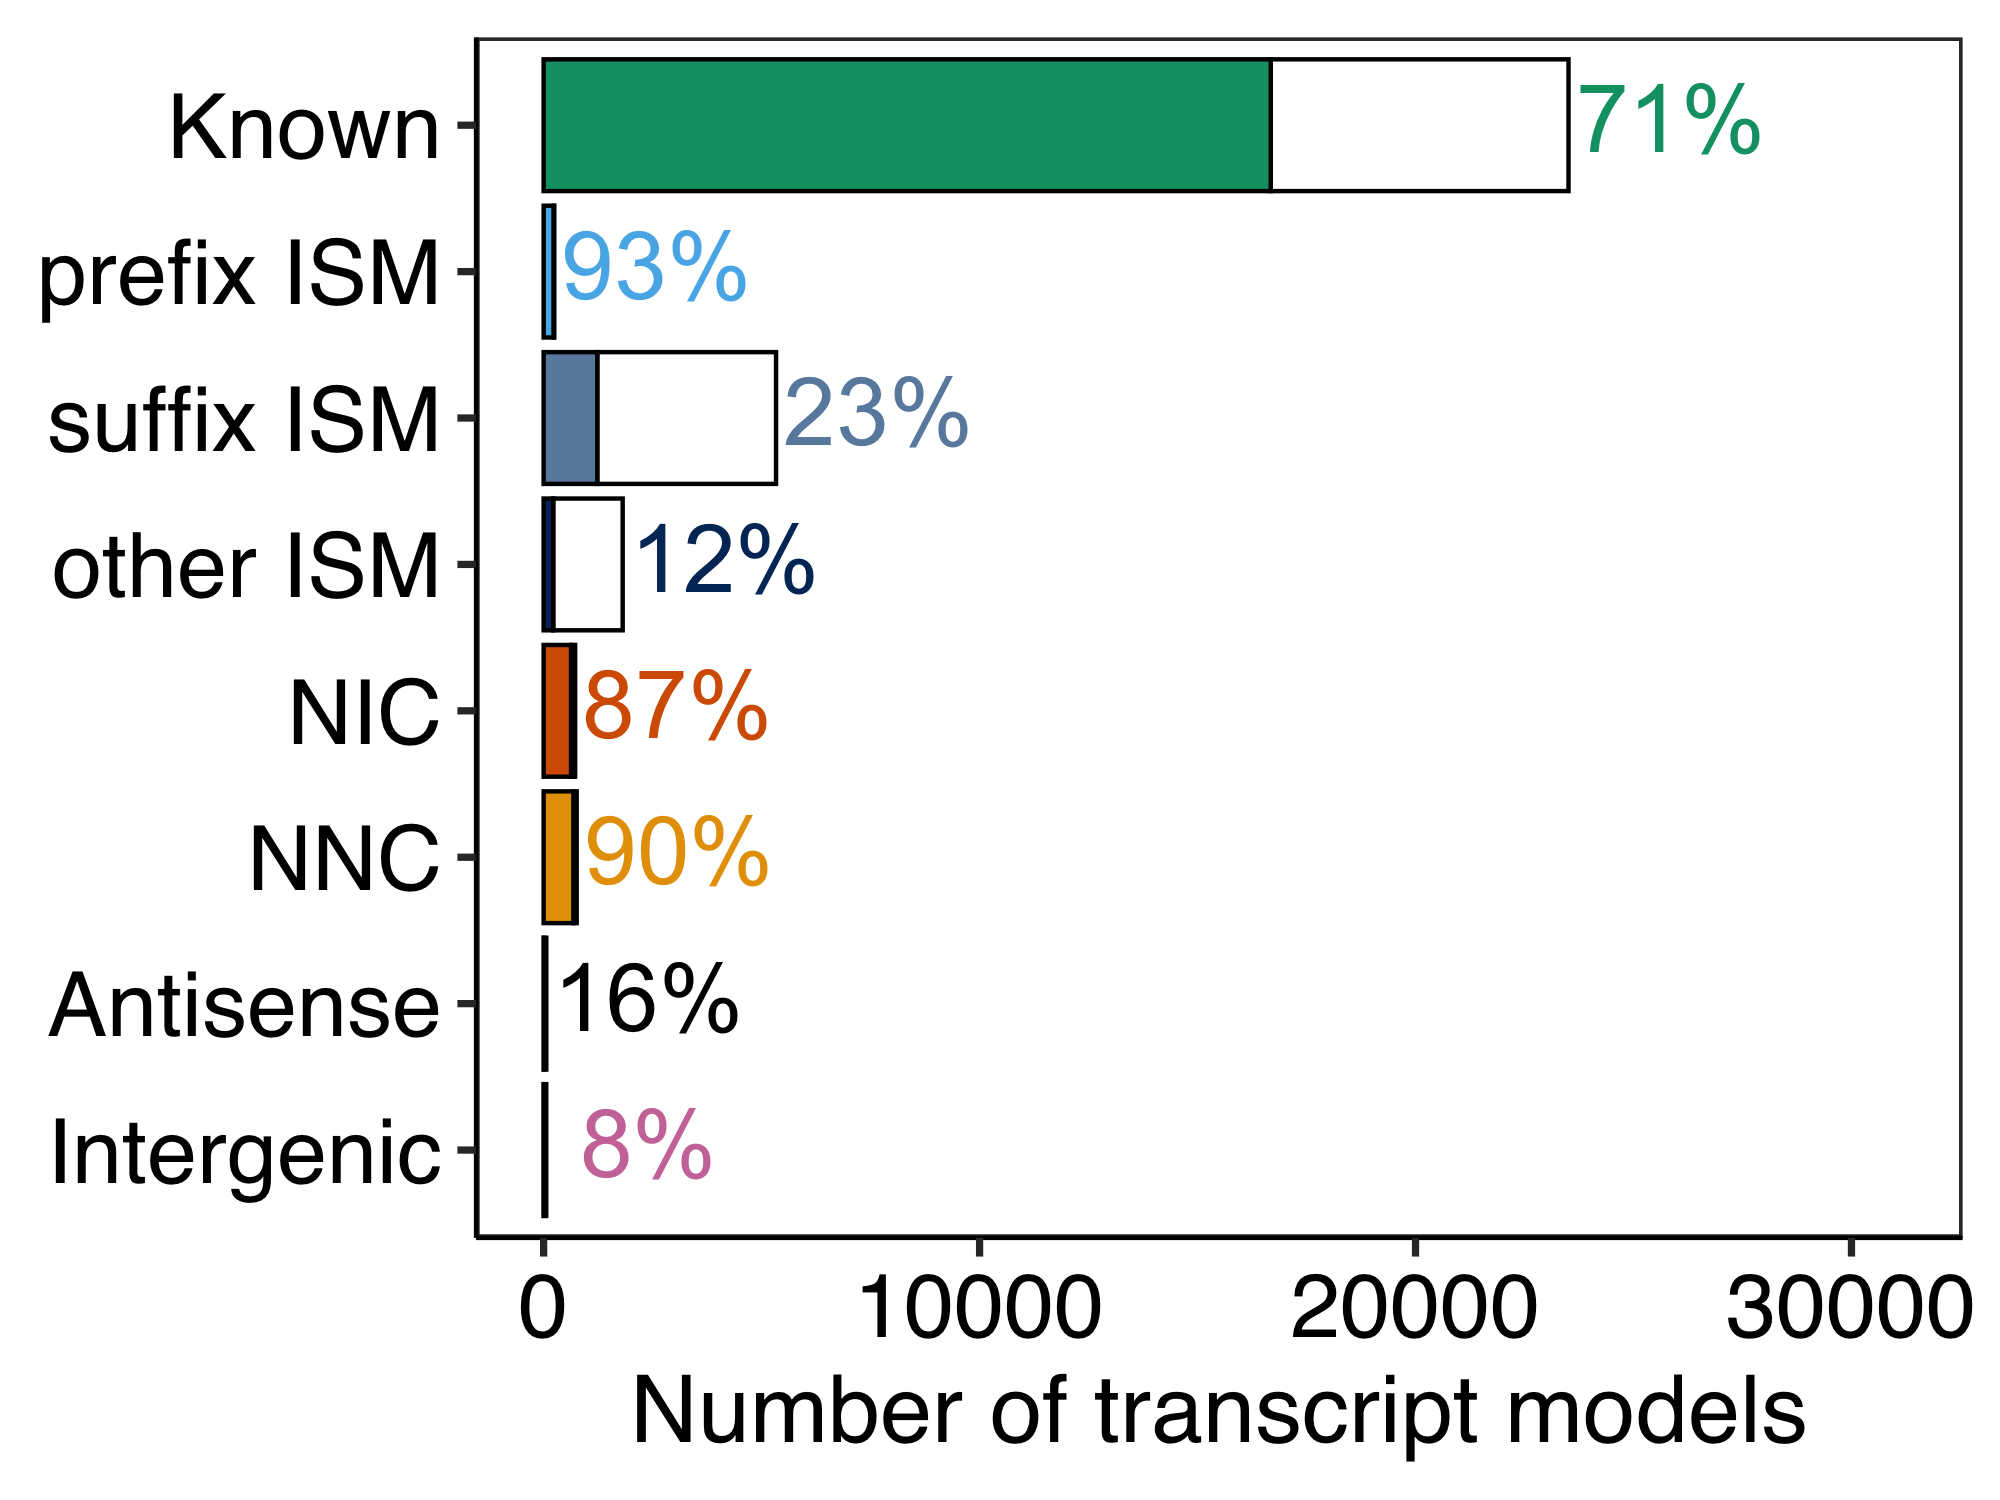 Known 71%
prefix ISM 93%
suffix ISM 23%
other ISM 12%
NIC 87%
NNC 90%
Antisense 16%
Intergenic 8%
0 10000 20000 30000
Number of transcript models